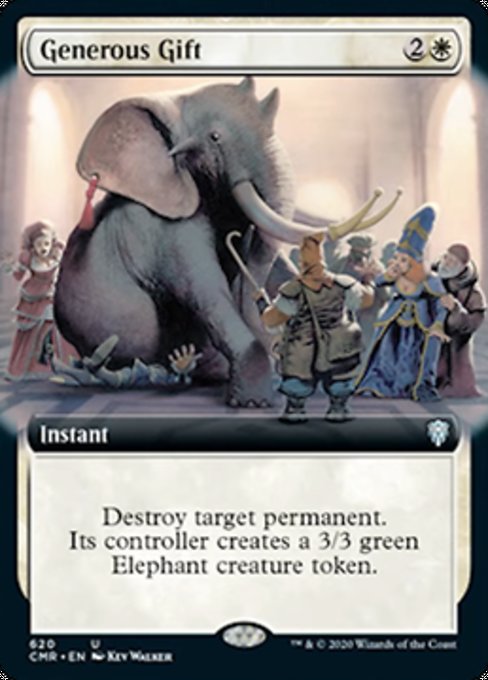 Generous Gift 2
Instant
Destroy target permanent.
Its controller creates a 3/3 green
Elephant creature token.
620 U
CMR • EN Kev Walker
™ & © 2020 Wizards of the Coast